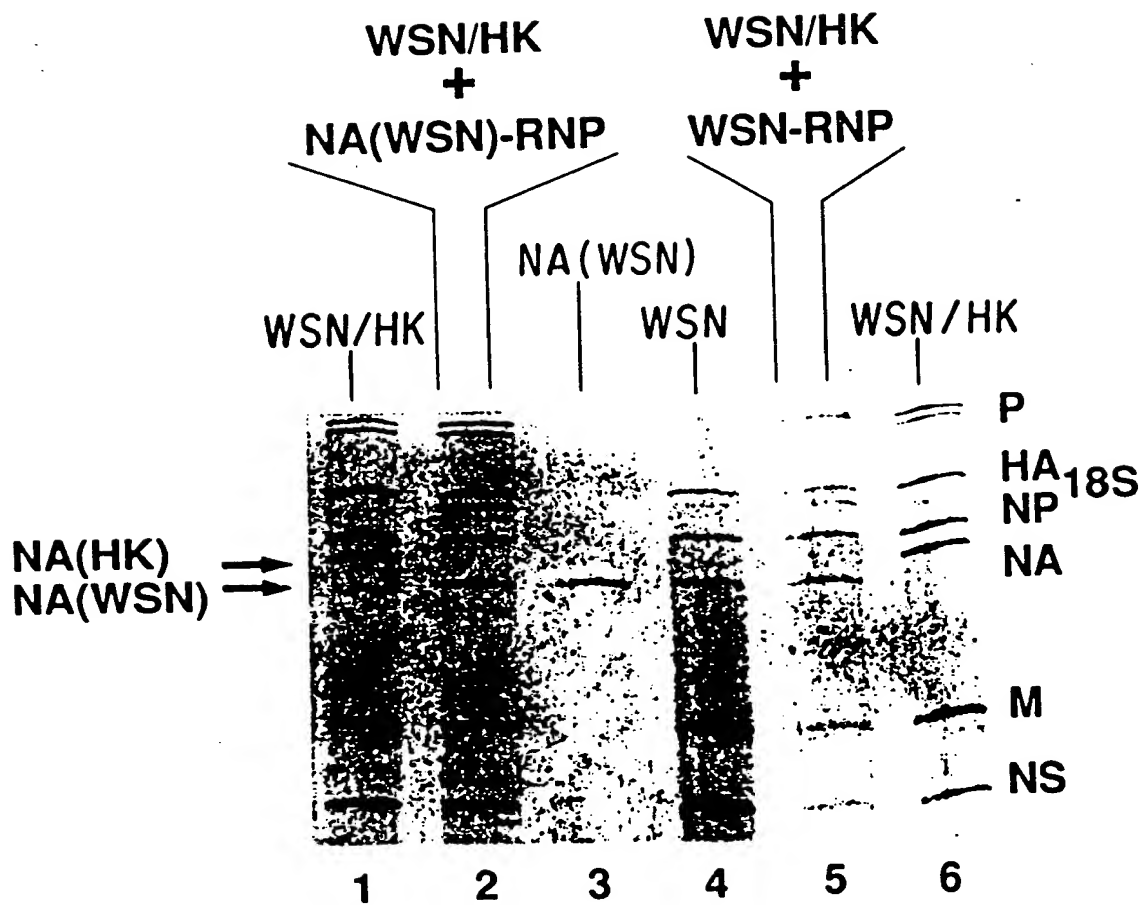 WSN/HK
+
NA(WSN)-RNP
WSN/HK
+
WSN-RNP
WSN/HK
NA(WSN)
WSN
WSN/HK
P
HA
18S
NP
NA
M
NS
NA(HK)
NA(WSN)
1 2 3 4 5 6